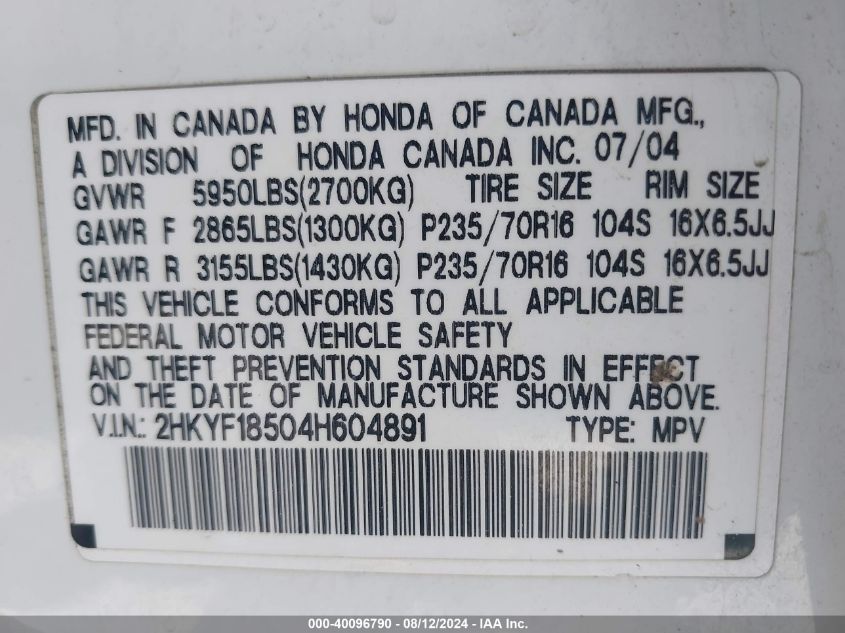 MFD. IN CANADA BY HONDA OF CANADA MFG.,
A DIVISION OF HONDA CANADA INC. 07/04
GVWR 5950LBS(2700KG) TIRE SIZE RIM SIZE
GAWR F 2865LBS(1300KG) P235/70R16 104S 16X6.5JJ
GAWR R 3155LBS(1430KG) P235/70R16 104S 16X6.5JJ
THIS VEHICLE CONFORMS TO ALL APPLICABLE
FEDERAL MOTOR VEHICLE SAFETY
AND THEFT PREVENTION STANDARDS IN EFFECT
ON THE DATE OF MANUFACTURE SHOWN ABOVE.
V.I.N.: 2HKYF18504H604891 TYPE: MPV
000-40096790 - 08/12/2024 - IAA Inc.